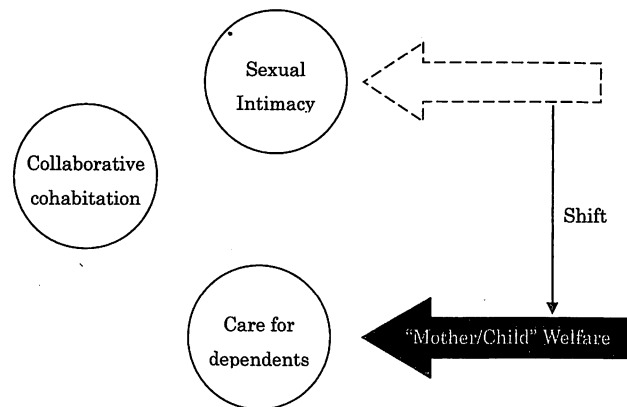 Sexual
Intimacy
Collaborative
cohabitation
Shift
Care for
dependents
"Mother/Child" Welfare